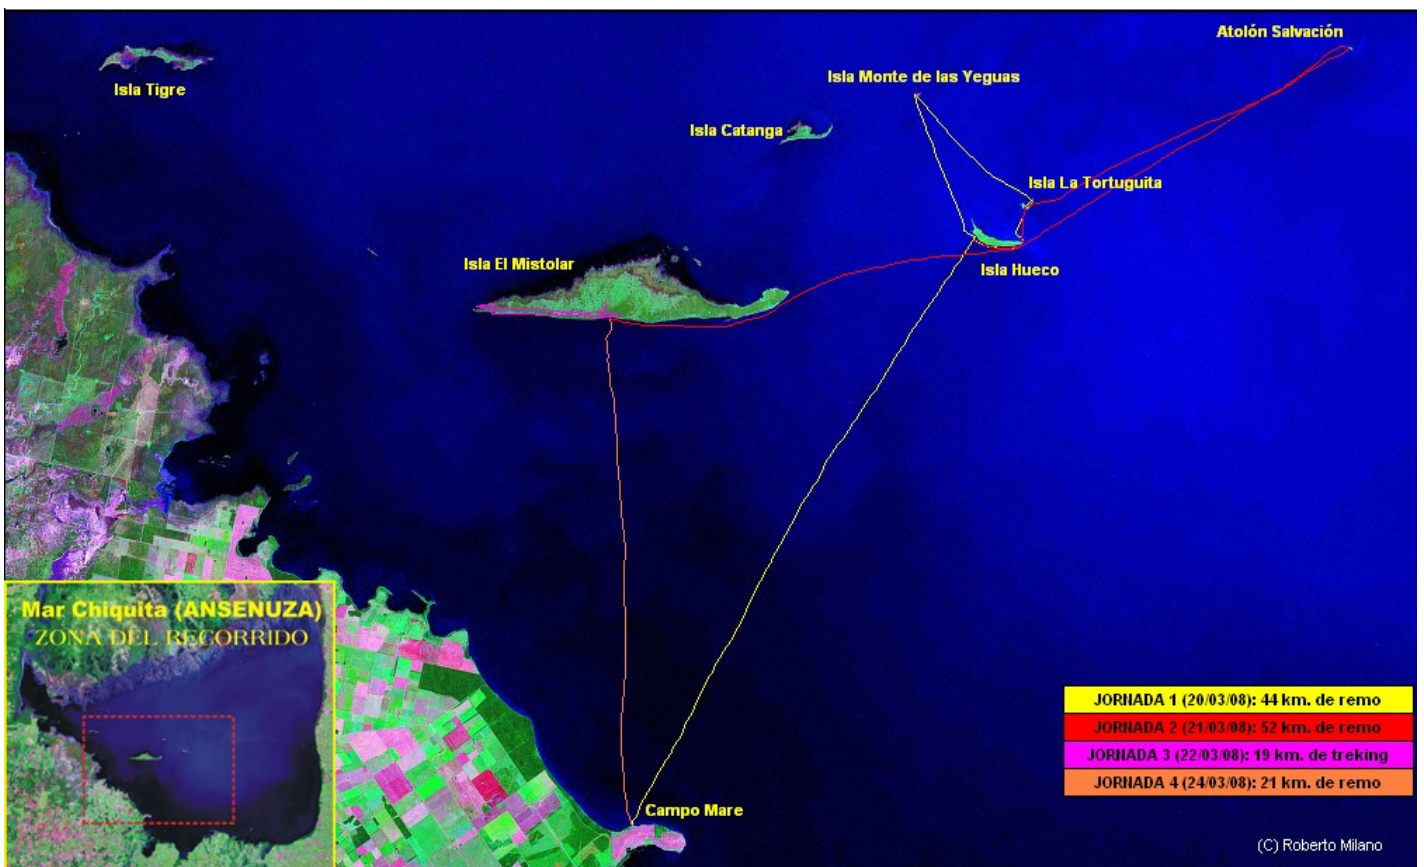 Atolón Salvación
Isla Monte de las Yeguas
Isla Tigre
Isla Catanga
Isla La Tortuguita
Isla El Mistolar
Isla Hueco
Mar Chiquita (ANSENUZA)
ZONA DEL RECORRIDO
JORNADA 1 (20/03/08): 44 km. de remo
JORNADA 2 (21/03/08): 52 km. de remo
JORNADA 3 (22/03/08): 19 km. de treking
JORNADA 4 (24/03/08): 21 km. de remo
Campo Mare
(C) Roberto Milano